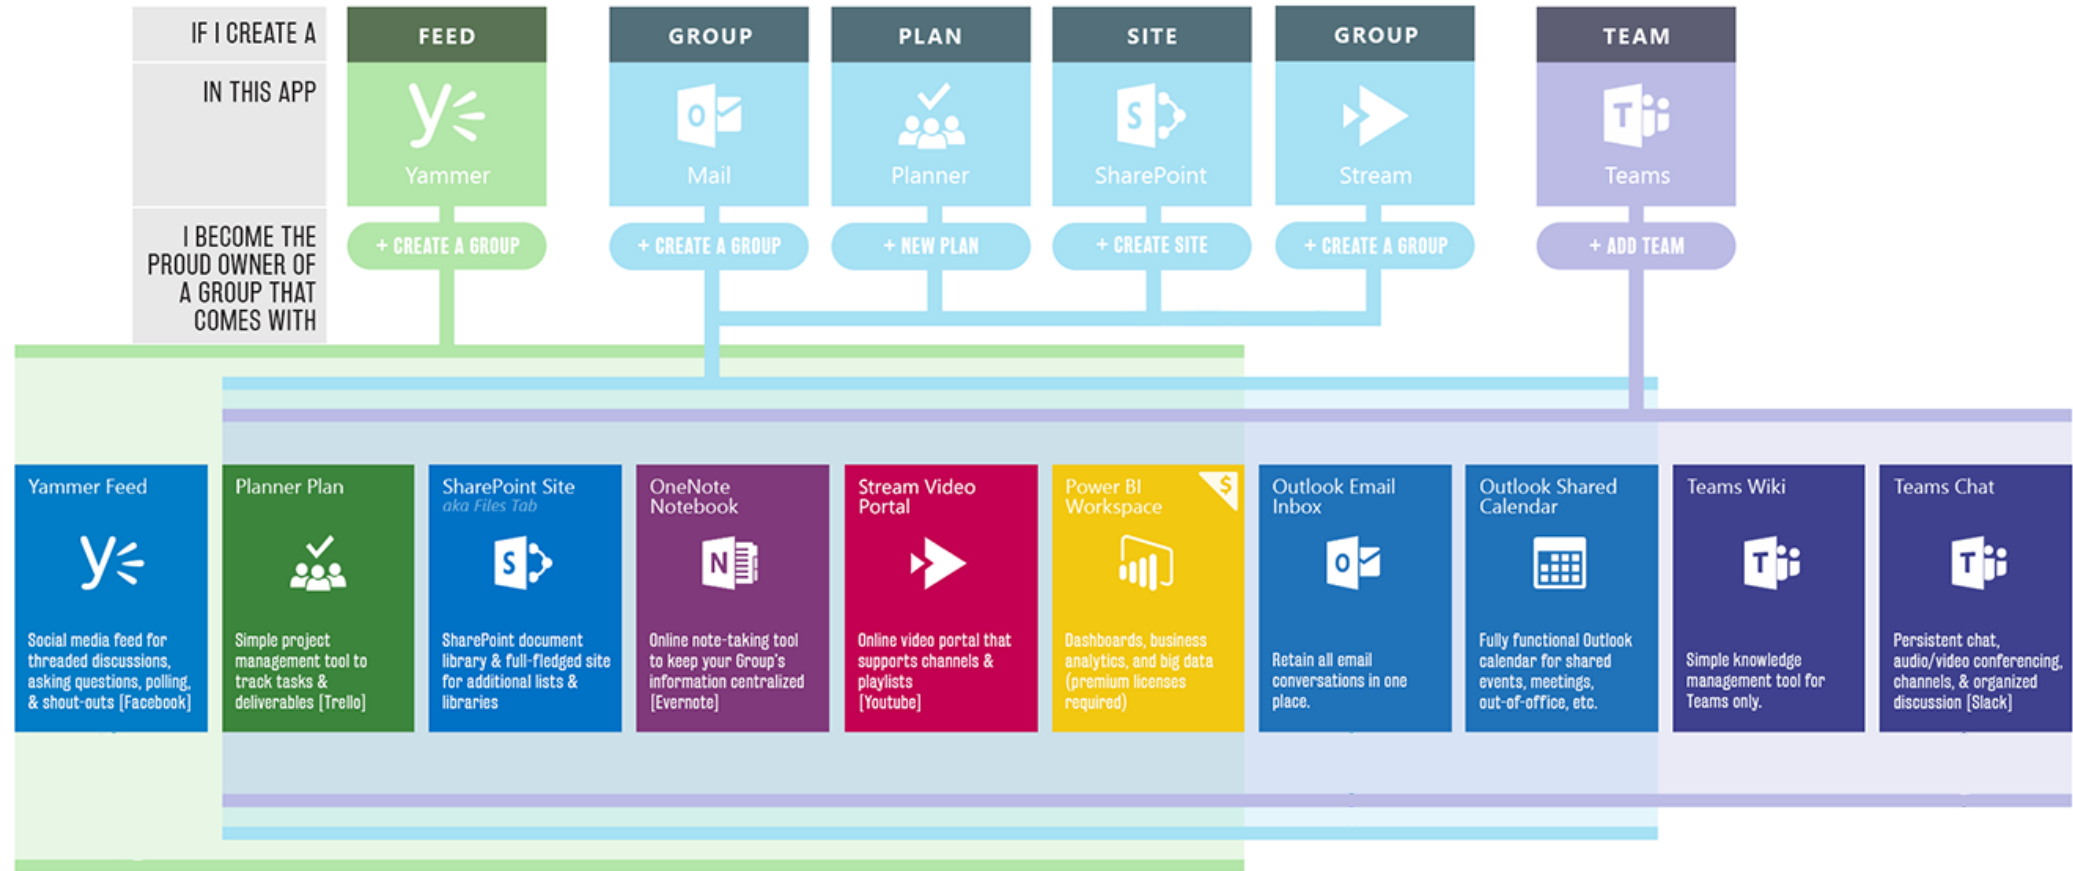 IF I CREATE A
FEED
GROUP
PLAN
SITE
GROUP
TEAM
IN THIS APP
Yammer
Mail
Planner
SharePoint
Stream
Teams
I BECOME THE
PROUD OWNER OF
A GROUP THAT
COMES WITH
+ CREATE A GROUP
+ CREATE A GROUP
+ NEW PLAN
+ CREATE SITE
+ CREATE A GROUP
+ ADD TEAM
Yammer Feed
Social media feed for
threaded discussions,
asking questions, polling,
& shout-outs [Facebook]
Planner Plan
Simple project
management tool to
track tasks &
deliverables [Trello]
SharePoint Site
aka Files Tab
S
SharePoint document
library & full-fledged site
for additional lists &
libraries
OneNote
Notebook
N
Online note-taking tool
to keep your Group's
information centralized
[Evernote]
Stream Video
Portal
Online video portal that
supports channels &
playlists
[Youtube]
Power BI
Workspace
$
Dashboards, business
analytics, and big data
(premium licenses
required)
Outlook Email
Inbox
O
Retain all email
conversations in one
place.
Outlook Shared
Calendar
Fully functional Outlook
calendar for shared
events, meetings,
out-of-office, etc.
Teams Wiki
T
Simple knowledge
management tool for
Teams only.
Teams Chat
T
Persistent chat,
audio/video conferencing,
channels, & organized
discussion [Slack]